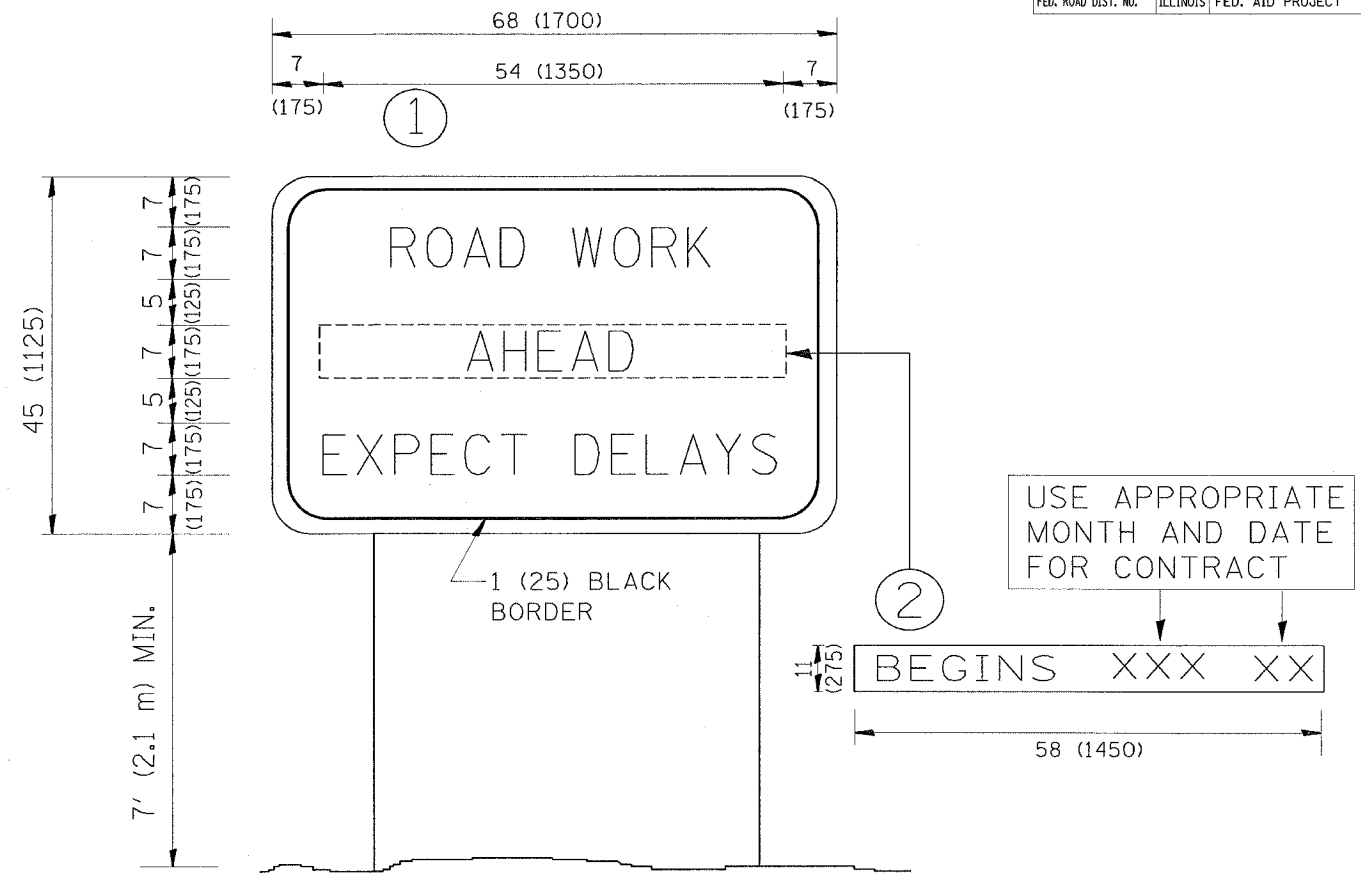 FED. ROAD DIST. NO. ILLINOIS FED. AID PROJECT
68 (1700)
7 54 (1350) 7
(175) (175)
1
45 (1125)
7 (175)
7 (175)
5 (125)
7 (175)
5 (125)
7 (175)
7 (175)
ROAD WORK
AHEAD
EXPECT DELAYS
1 (25) BLACK
BORDER
7' (2.1 m) MIN.
2
USE APPROPRIATE
MONTH AND DATE
FOR CONTRACT
11
(275)
BEGINS XXX XX
58 (1450)